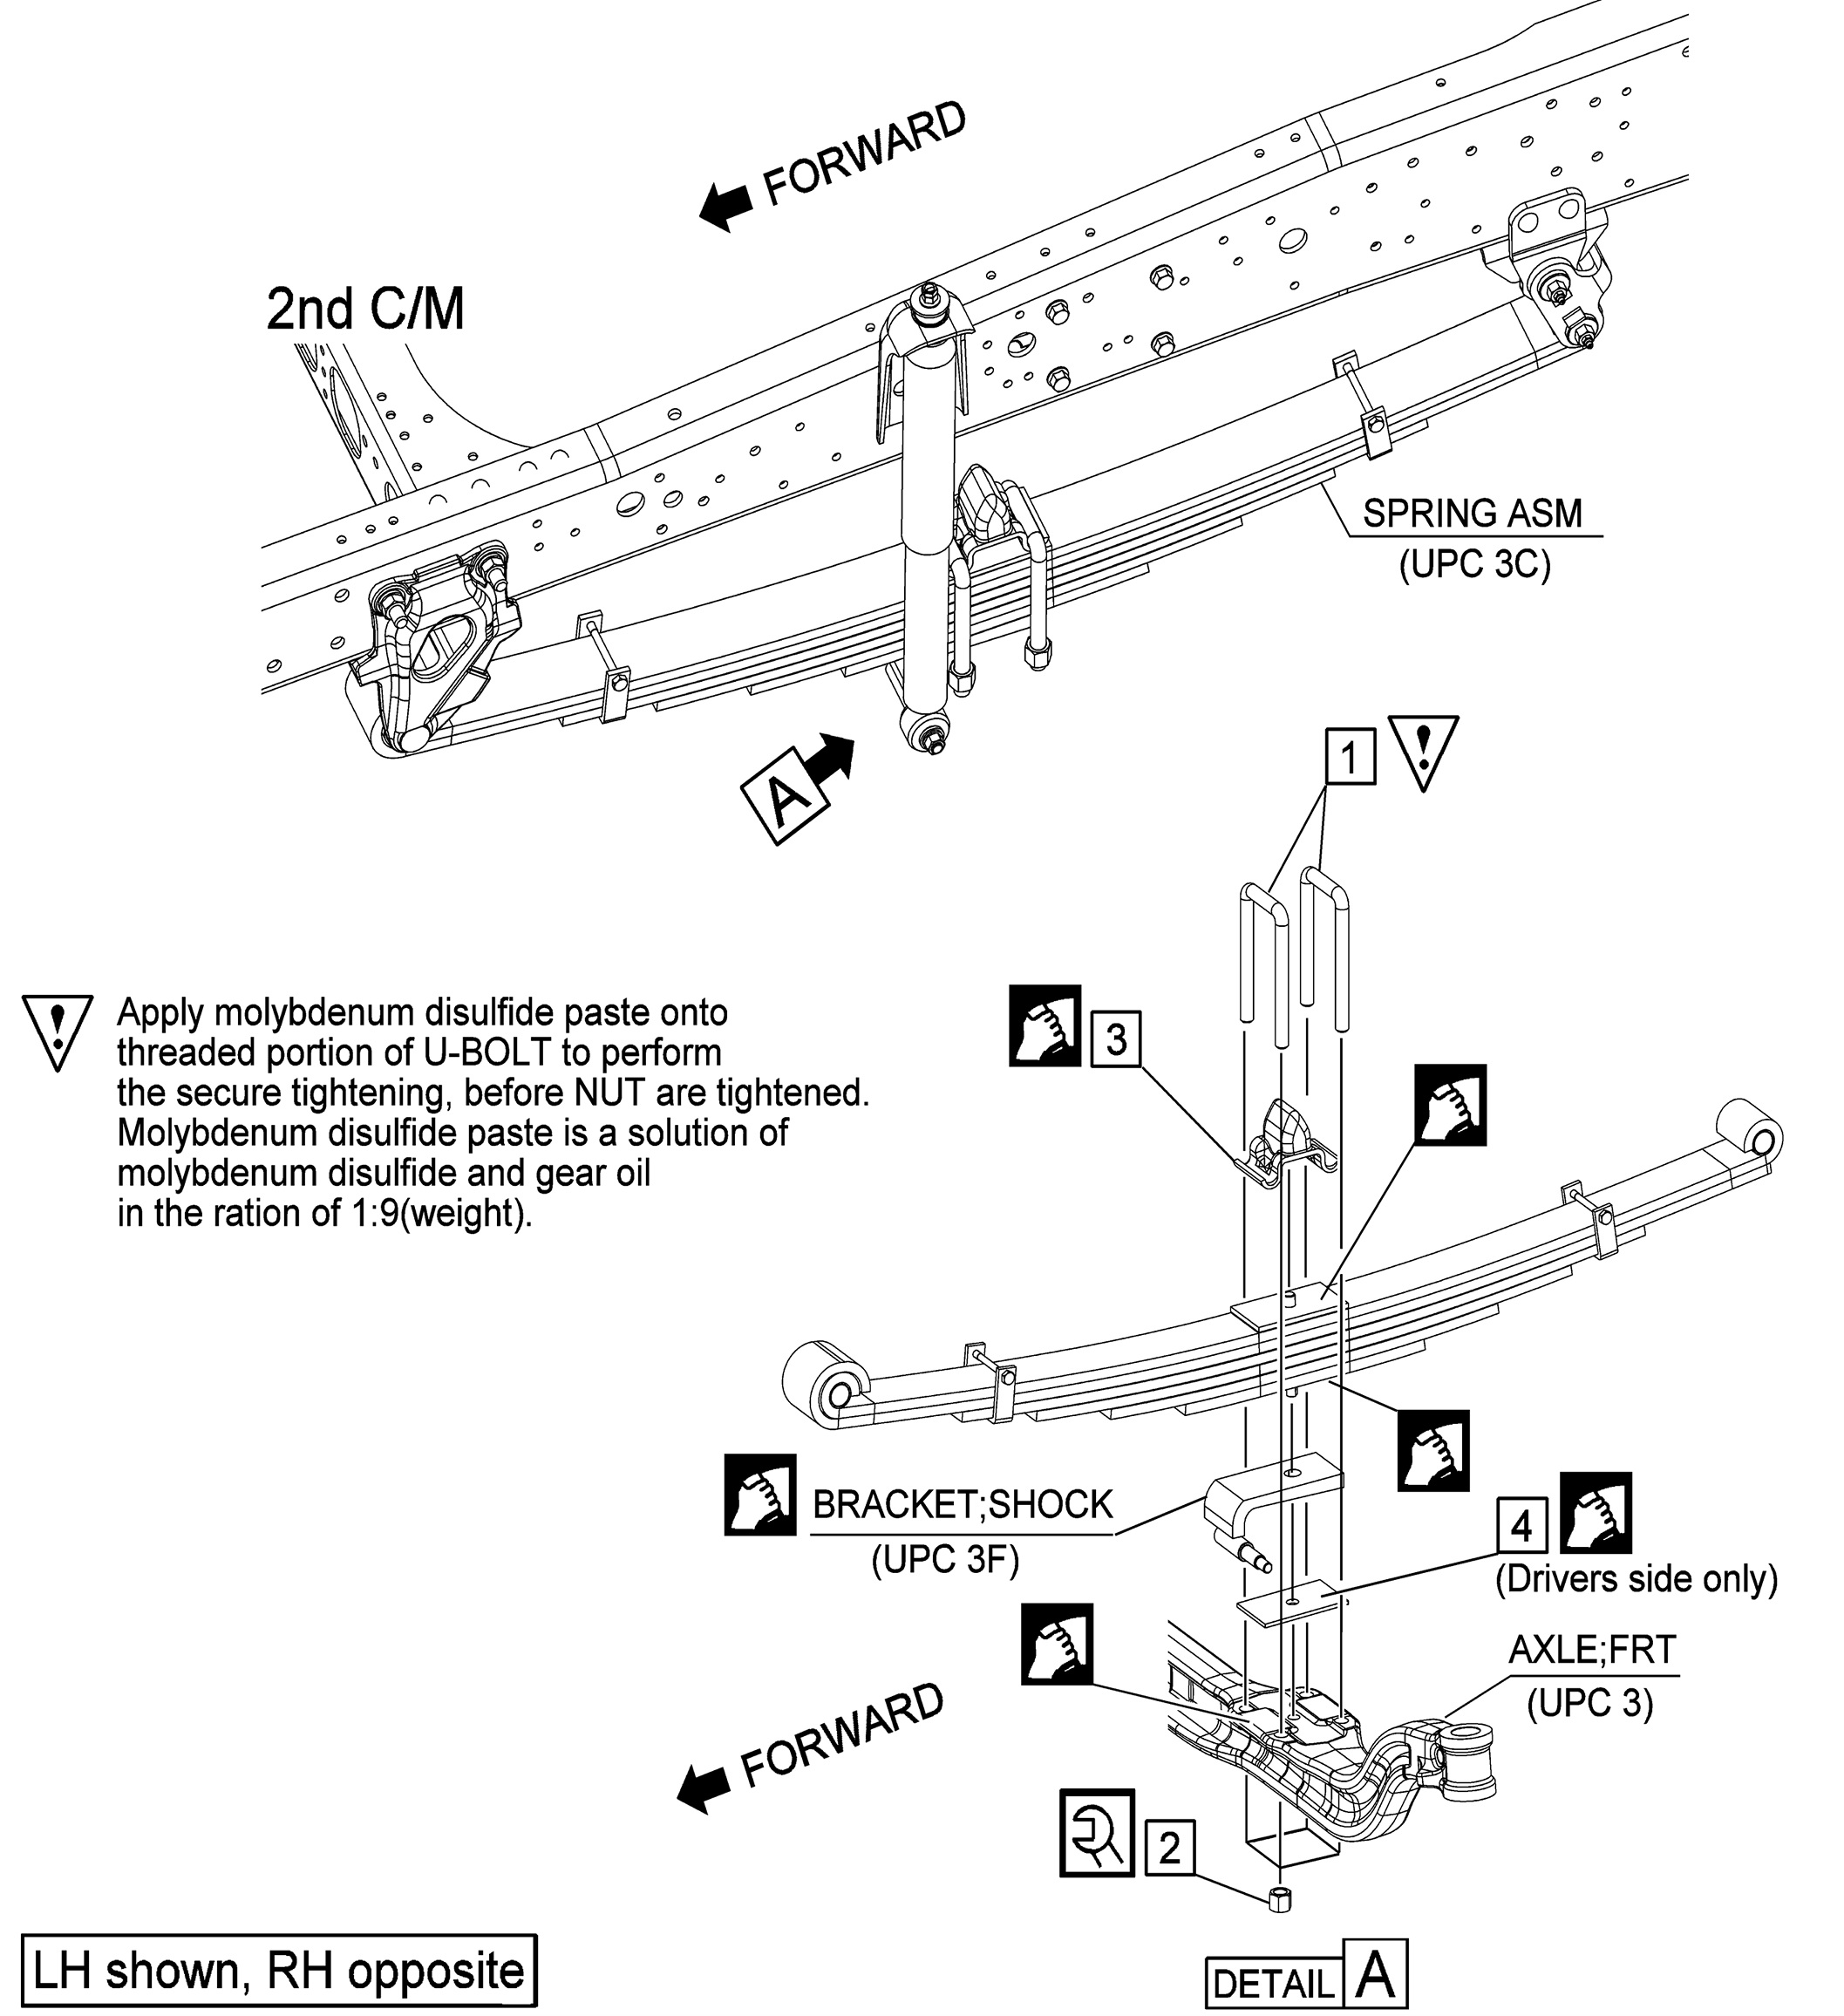 FORWARD
2nd C/M
SPRING ASM
(UPC 3C)
A
1
!
!
Apply molybdenum disulfide paste onto
threaded portion of U-BOLT to perform
the secure tightening, before NUT are tightened.
Molybdenum disulfide paste is a solution of
molybdenum disulfide and gear oil
in the ration of 1:9(weight).
3
BRACKET;SHOCK
(UPC 3F)
4
(Drivers side only)
AXLE;FRT
(UPC 3)
FORWARD
2
LH shown, RH opposite
DETAIL A